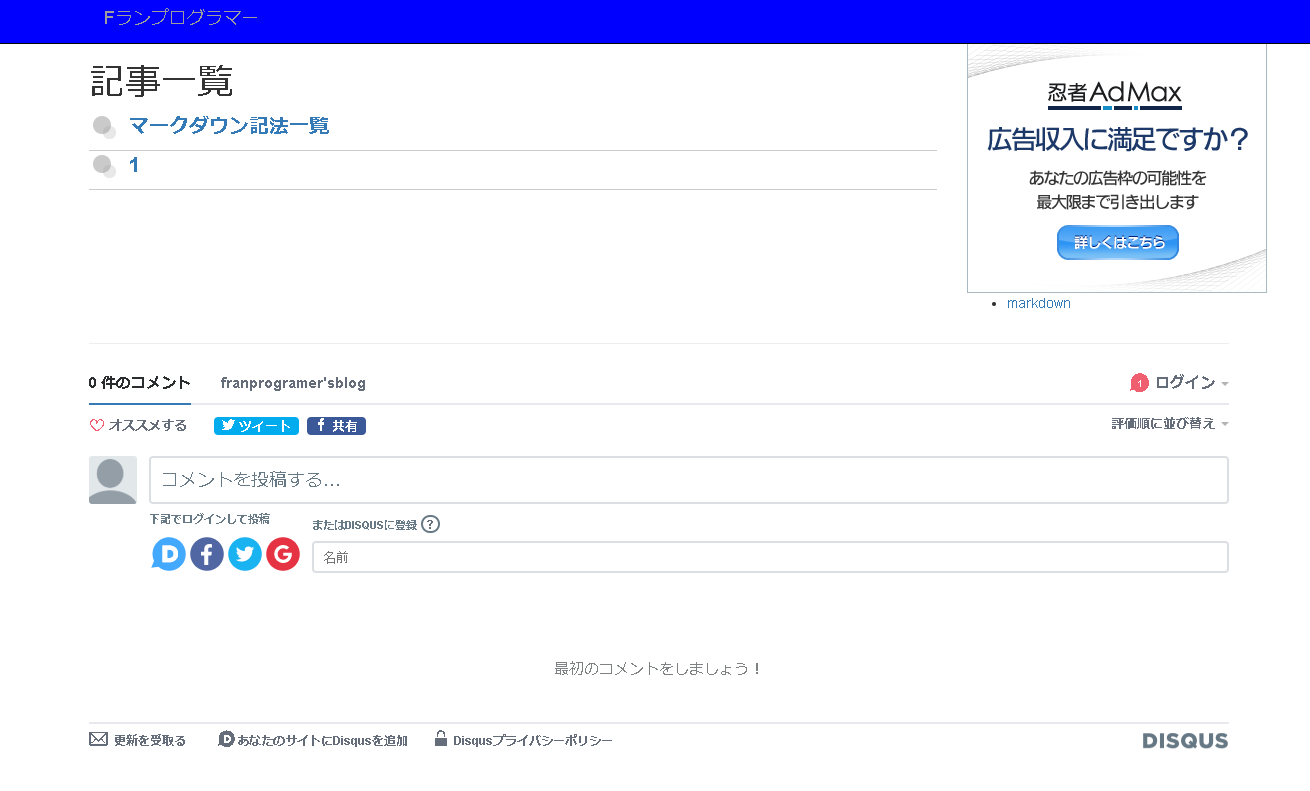 Fランプログラマー
記事一覧
マークダウン記法一覧
1
忍者AdMax
広告収入に満足ですか？
あなたの広告枠の可能性を
最大限まで引き出します
詳しくはこちら
markdown
0 件のコメント
franprogramer'sblog
1 ログイン
オススメする
ツイート
f 共有
評価順に並び替え
コメントを投稿する...
下記でログインして投稿
またはDISQUSに登録 ?
D f G
名前
最初のコメントをしましょう！
更新を受取る
D あなたのサイトにDisqusを追加
Disqusプライバシーポリシー
DISQUS